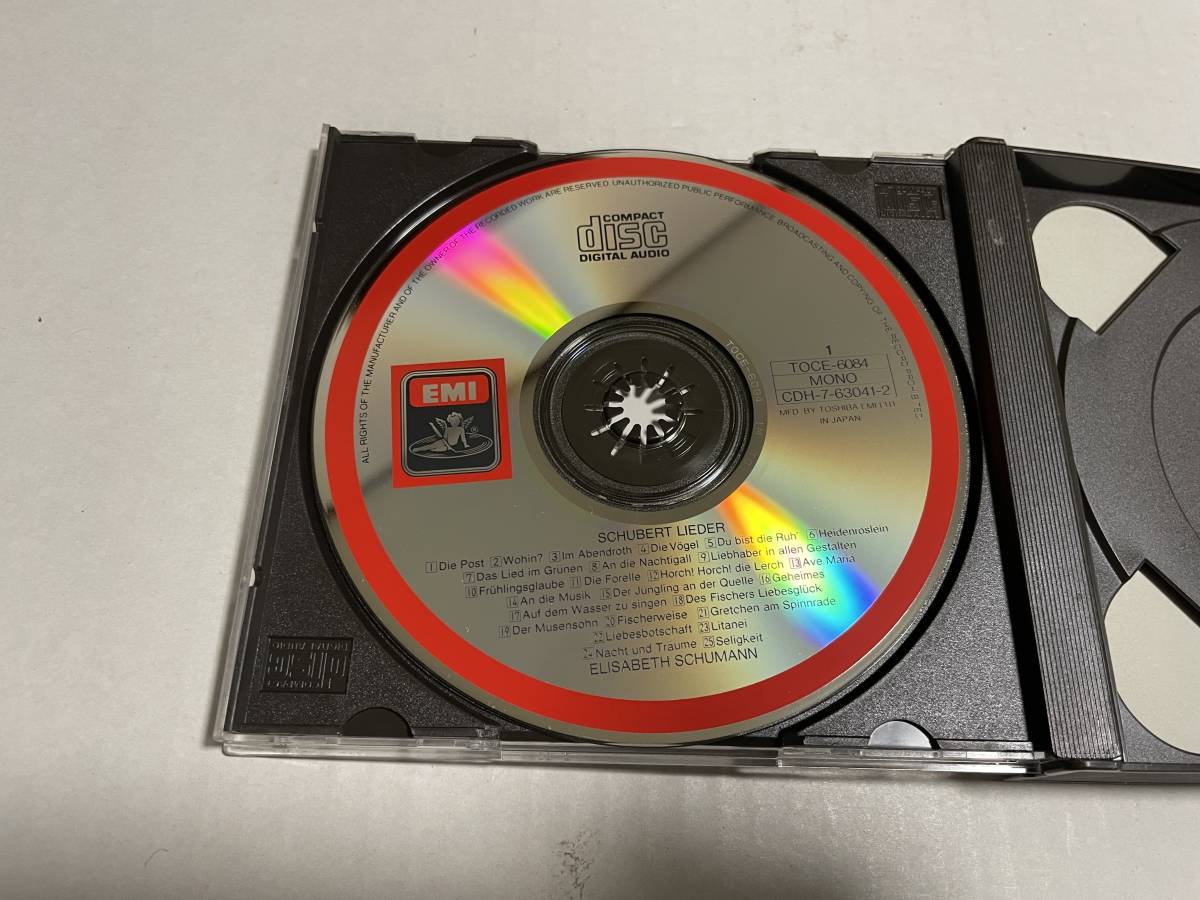 ALL RIGHTS OF THE MANUFACTURER AND OF THE OWNER OF THE RECORDED WORK ARE RESERVED. UNAUTHORIZED PUBLIC PERFORMANCE BROADCASTING AND COPYING OF THE RECORD PROHIBITED
COMPACT
disc
DIGITAL AUDIO
EMI
1
TOCE-6084
MONO
CDH-7-63041-2
MFD BY TOSHIBA EMI LTD
IN JAPAN
TOCE-6084
SCHUBERT LIEDER
1 Die Post 2 Wohin? 3 Im Abendroth 4 Die Vögel 5 Du bist die Ruh' 6 Heidenröslein
7 Das Lied im Grünen 8 An die Nachtigall 9 Liebhaber in allen Gestalten
10 Frühlingsglaube 11 Die Forelle 12 Horch! Horch! die Lerch 13 Ave Maria
14 An die Musik 15 Der Jüngling an der Quelle 16 Geheimes
17 Auf dem Wasser zu singen 18 Des Fischers Liebesglück
19 Der Musensohn 20 Fischerweise 21 Gretchen am Spinnrade
22 Liebesbotschaft 23 Litanei
24 Nacht und Träume 25 Seligkeit
ELISABETH SCHUMANN